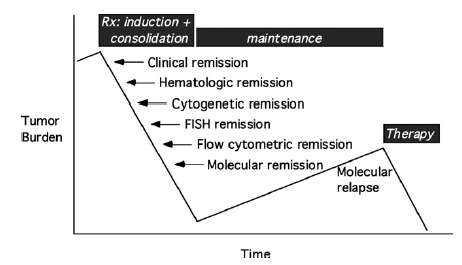 Rx: induction +
consolidation
maintenance
Clinical remission
Hematologic remission
Cytogenetic remission
FISH remission
Flow cytometric remission
Molecular remission
Tumor
Burden
Therapy
Molecular
relapse
Time